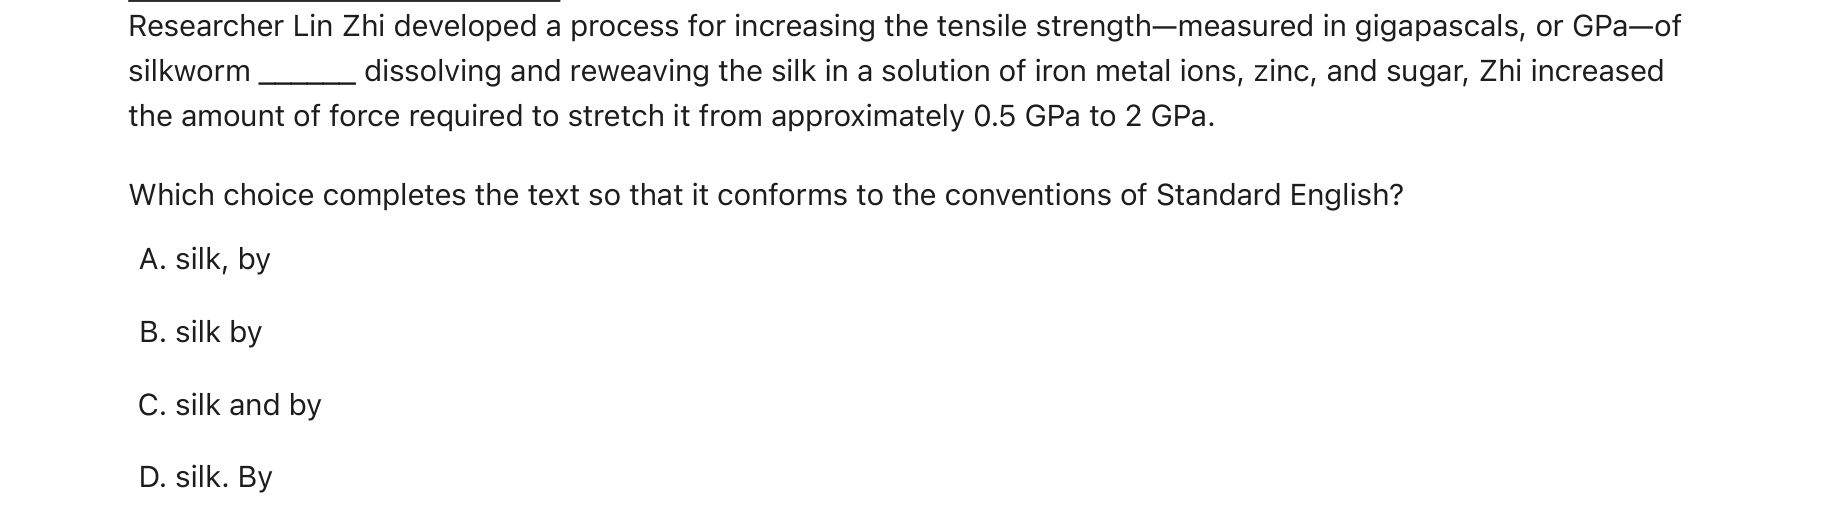 Researcher Lin Zhi developed a process for increasing the tensile strength—measured in gigapascals, or GPa—of
silkworm ______ dissolving and reweaving the silk in a solution of iron metal ions, zinc, and sugar, Zhi increased
the amount of force required to stretch it from approximately 0.5 GPa to 2 GPa.
Which choice completes the text so that it conforms to the conventions of Standard English?
A. silk, by
B. silk by
C. silk and by
D. silk. By